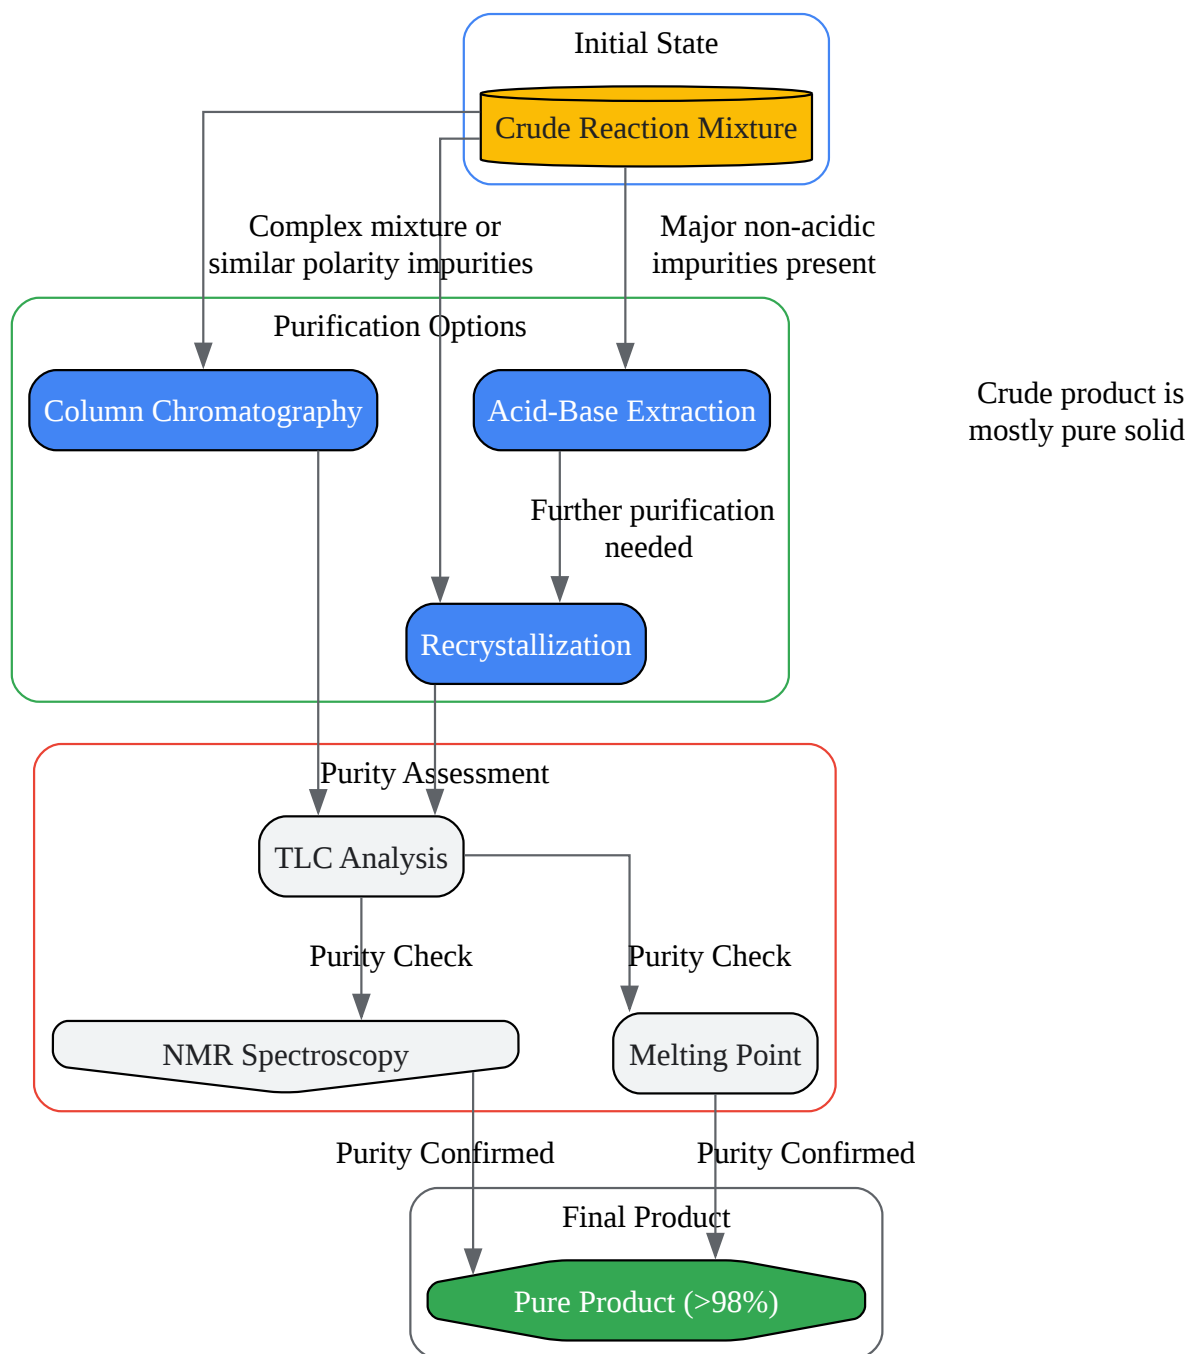 Initial State
Crude Reaction Mixture
Complex mixture or
similar polarity impurities
Major non-acidic
impurities present
Purification Options
Column Chromatography
Acid-Base Extraction
Crude product is
mostly pure solid
Further purification
needed
Recrystallization
Purity Assessment
TLC Analysis
Purity Check
Purity Check
NMR Spectroscopy
Melting Point
Purity Confirmed
Purity Confirmed
Final Product
Pure Product (>98%)